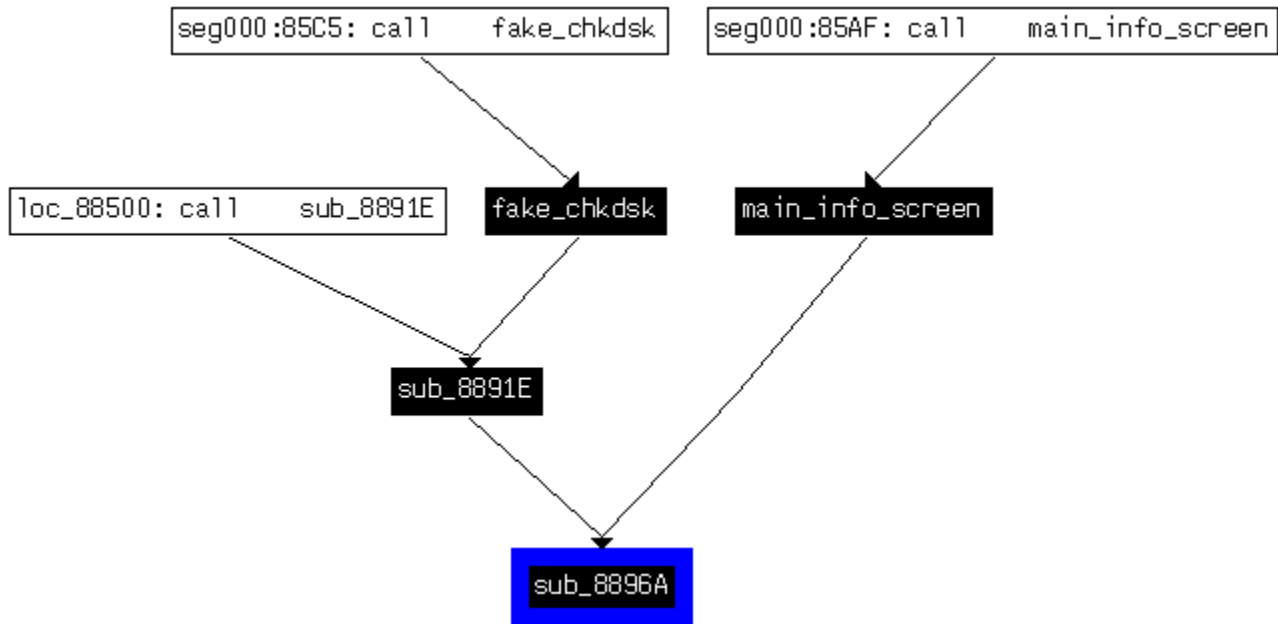 seg000:85C5: call    fake_chkdsk
seg000:85AF: call    main_info_screen
loc_88500: call    sub_8891E
fake_chkdsk
main_info_screen
sub_8891E
sub_8896A